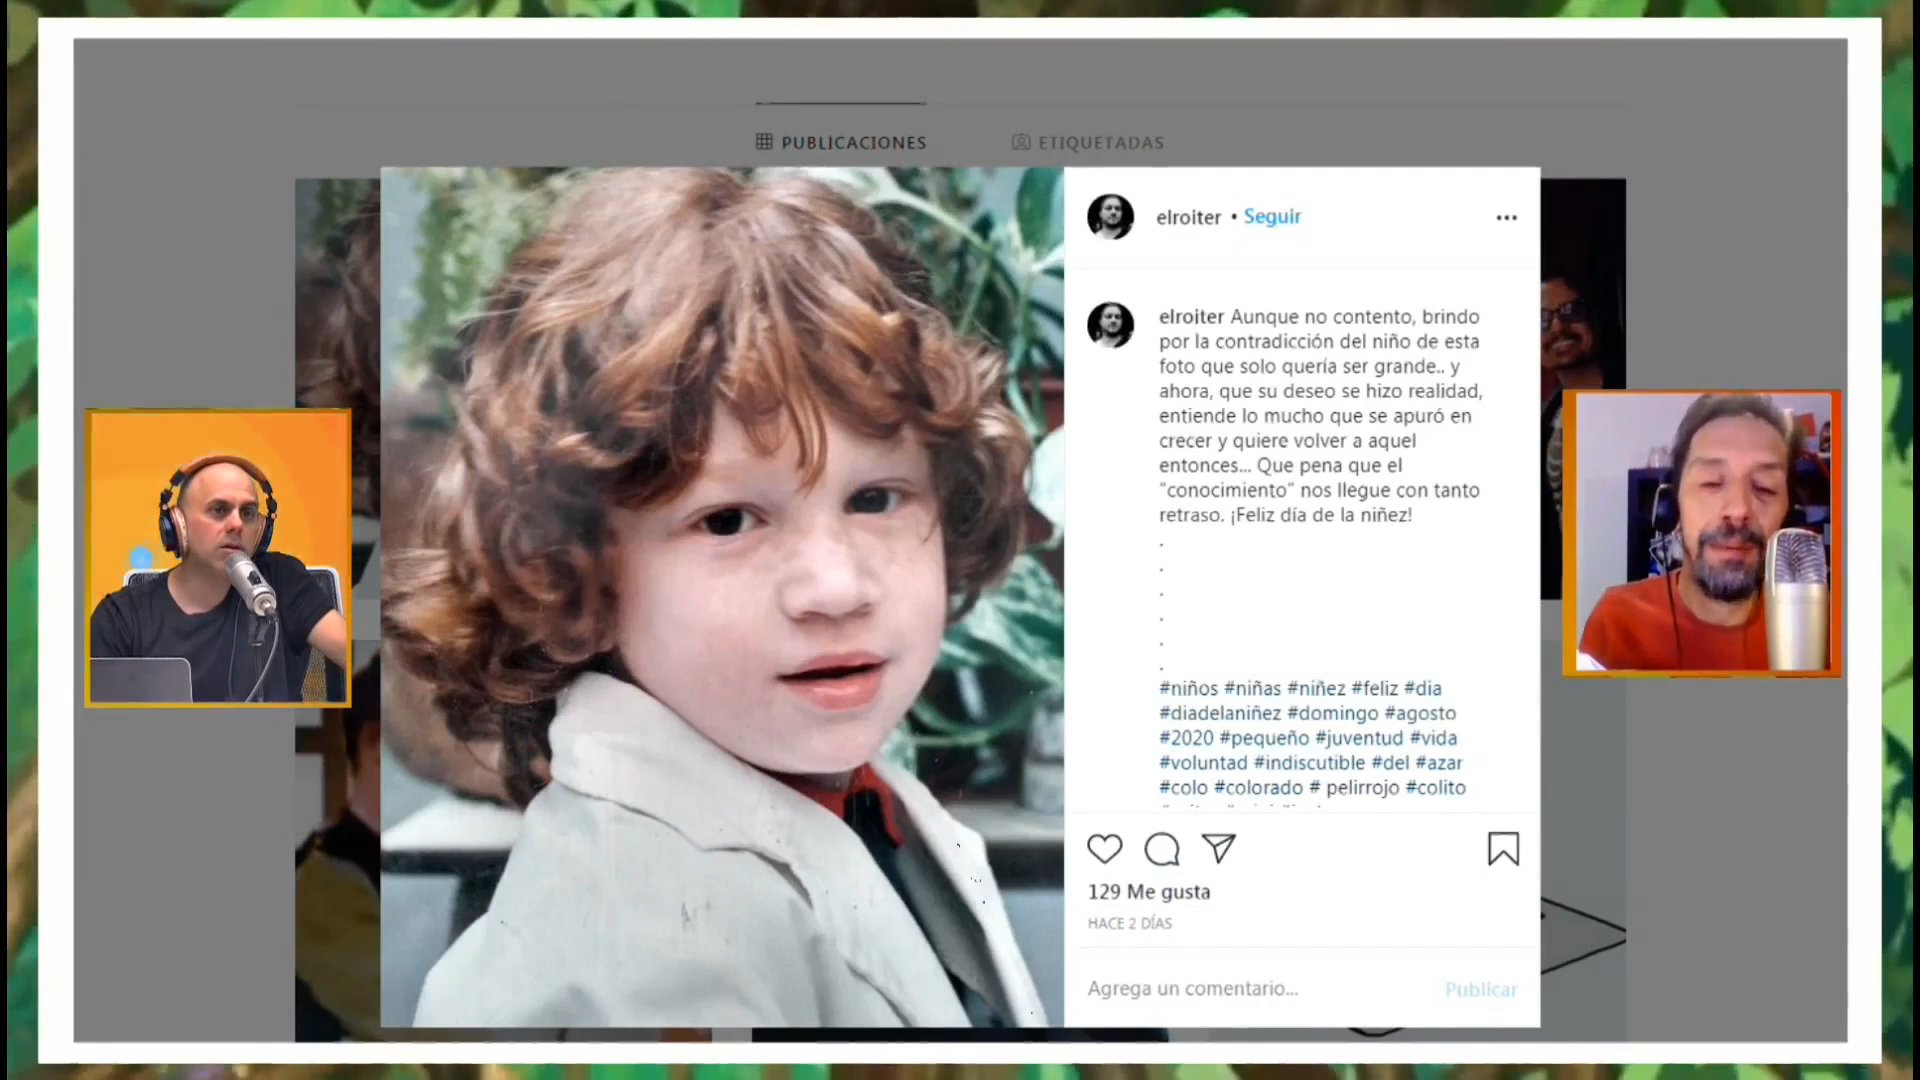 PUBLICACIONES
ETIQUETADAS
elroiter • Seguir
elroiter Aunque no contento, brindo
por la contradicción del niño de esta
foto que solo quería ser grande.. y
ahora, que su deseo se hizo realidad,
entiende lo mucho que se apuró en
crecer y quiere volver a aquel
entonces... Que pena que el
"conocimiento" nos llegue con tanto
retraso. ¡Feliz día de la niñez!
.
.
.
.
.
.
#niños #niñas #niñez #feliz #dia
#diadelaniñez #domingo #agosto
#2020 #pequeño #juventud #vida
#voluntad #indiscutible #del #azar
#colo #colorado # pelirrojo #colito
129 Me gusta
HACE 2 DÍAS
Agrega un comentario...
Publicar